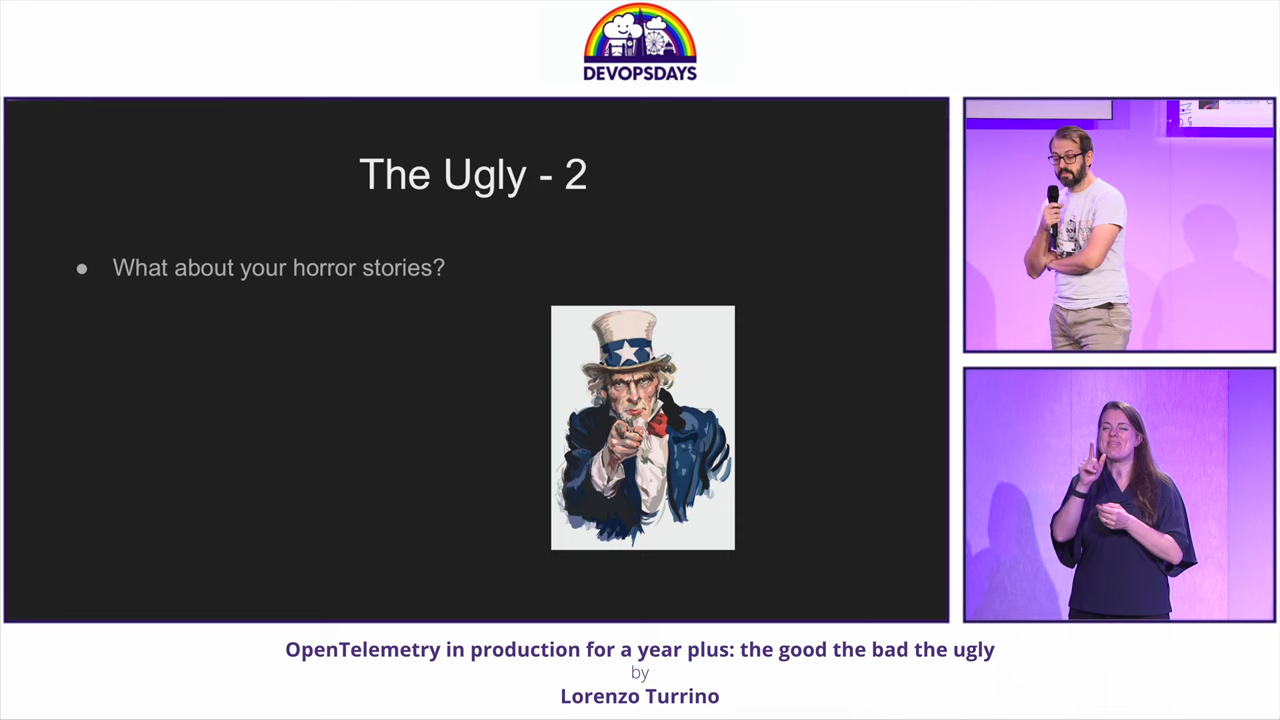 DEVOPSDAYS
The Ugly - 2
● What about your horror stories?
OpenTelemetry in production for a year plus: the good the bad the ugly
by
Lorenzo Turrino